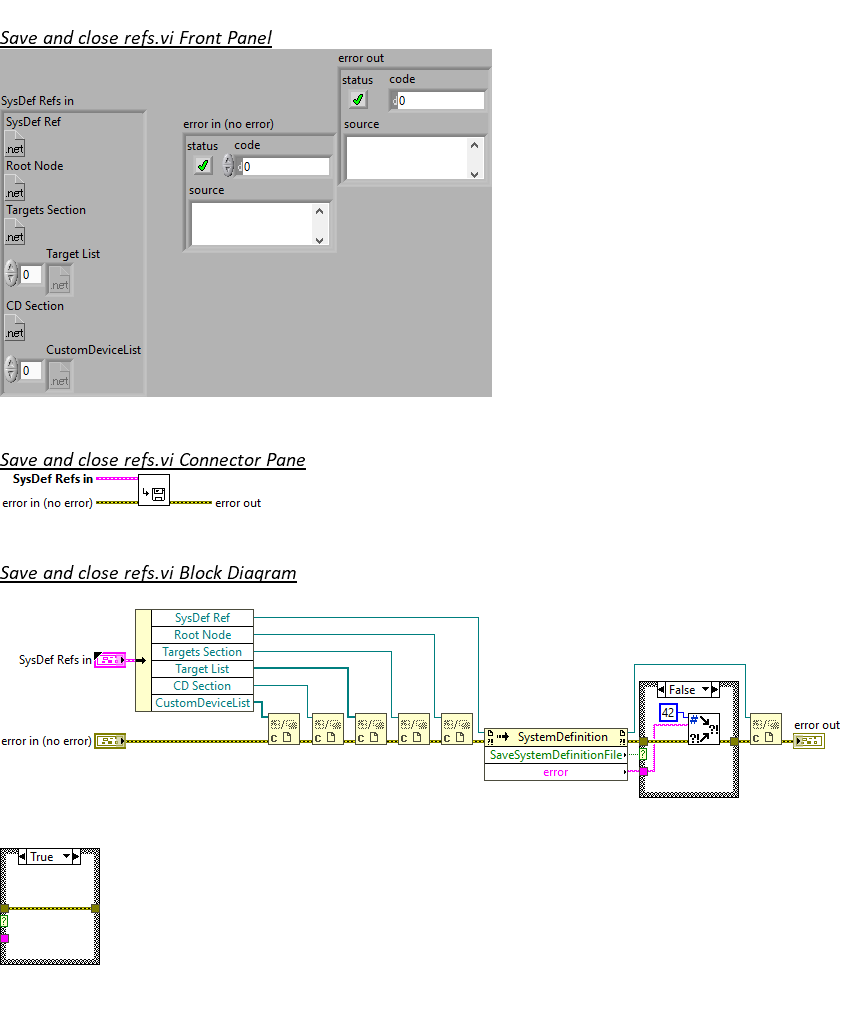 Save and close refs.vi Front Panel
error out
status code
0
source
SysDef Refs in
SysDef Ref
.net
Root Node
.net
Targets Section
.net
Target List
0
.net
CD Section
.net
CustomDeviceList
0
.net
error in (no error)
status code
0
source
Save and close refs.vi Connector Pane
SysDef Refs in
error in (no error)
error out
Save and close refs.vi Block Diagram
SysDef Refs in
SysDef Ref
Root Node
Targets Section
Target List
CD Section
CustomDeviceList
error in (no error)
C
C
C
C
C
SystemDefinition
SaveSystemDefinitionFile
error
False
42
#
?!
?!
?
C
error out
True
?